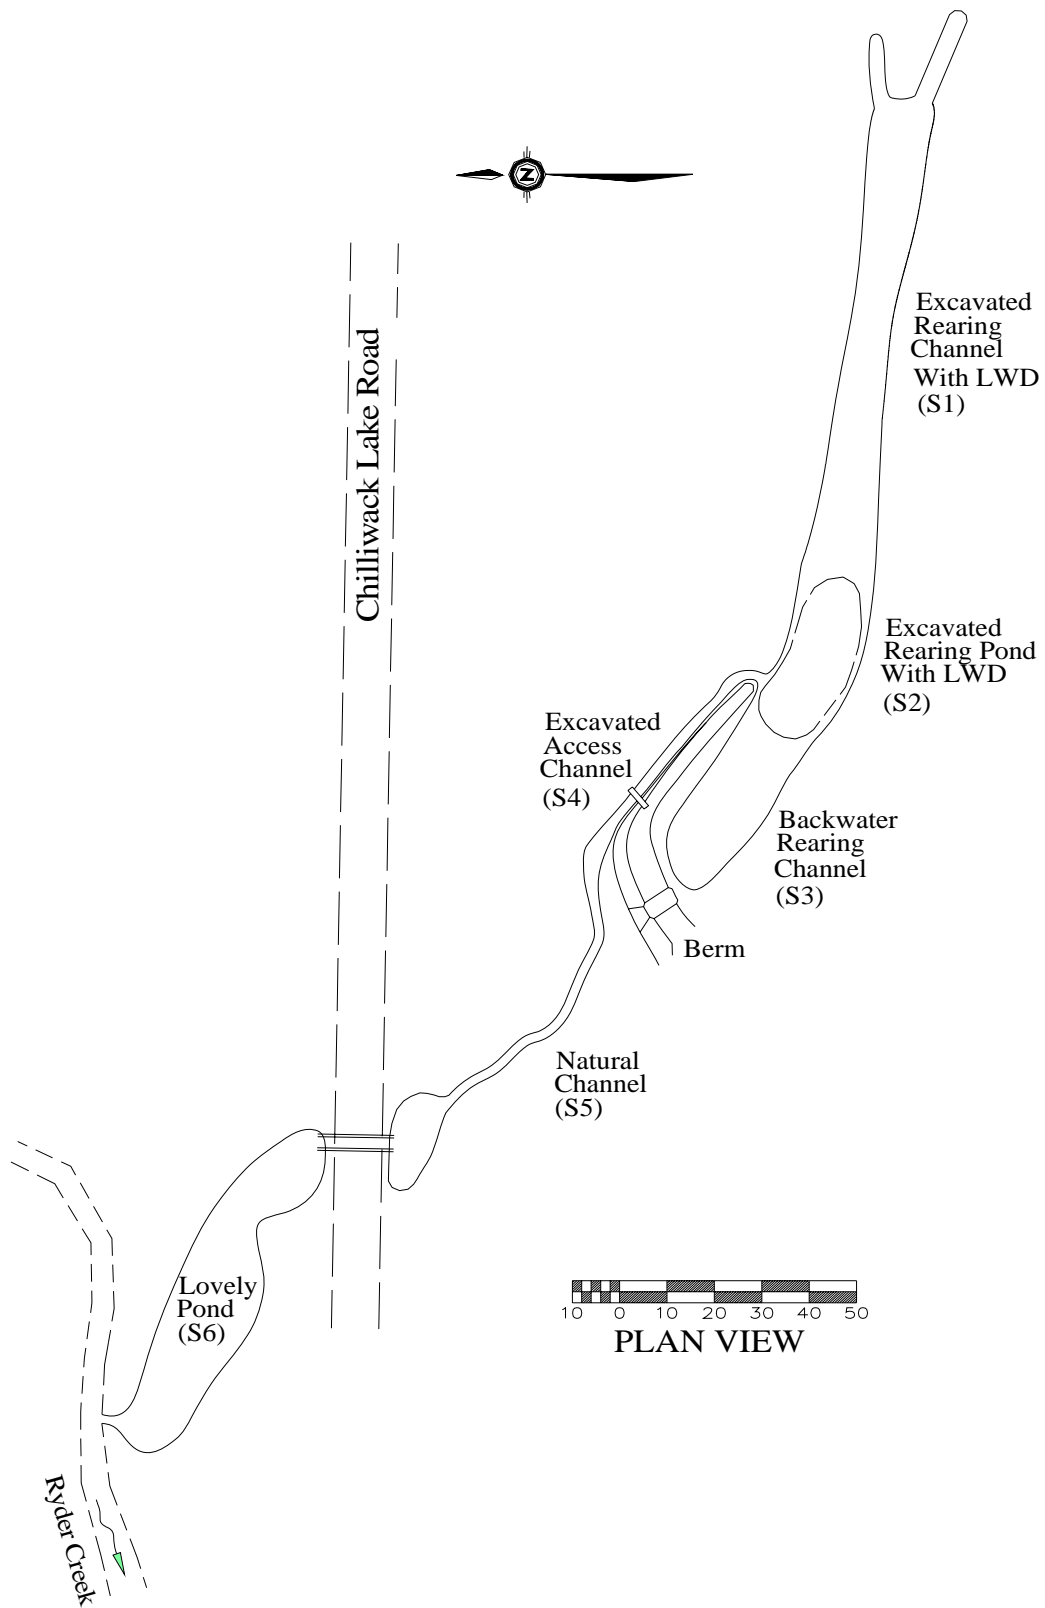 Z
Chilliwack Lake Road
Excavated
Rearing
Channel
With LWD
(S1)
Excavated
Rearing Pond
With LWD
(S2)
Excavated
Access
Channel
(S4)
Backwater
Rearing
Channel
(S3)
Berm
Natural
Channel
(S5)
Lovely
Pond
(S6)
10 0 10 20 30 40 50
PLAN VIEW
Ryder Creek